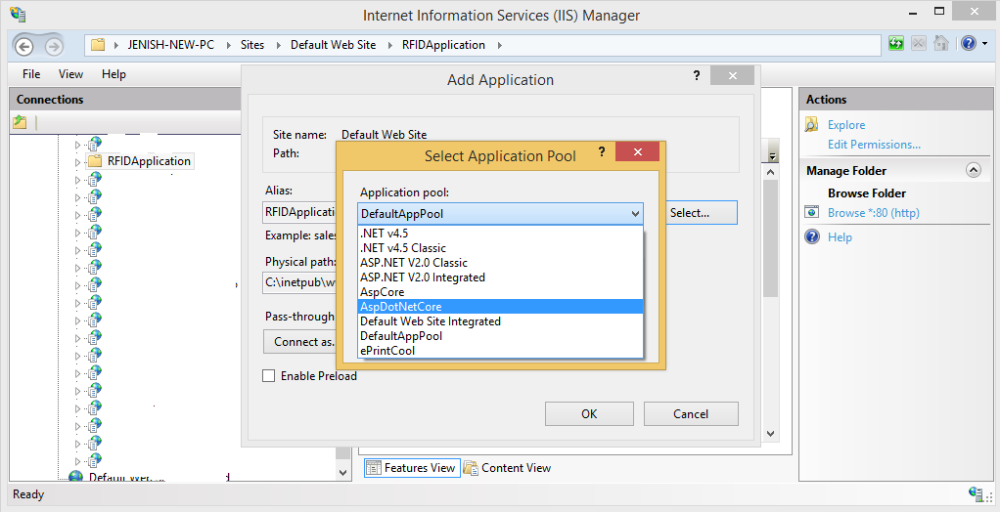 Internet Information Services (IIS) Manager
JENISH-NEW-PC
Sites
Default Web Site
RFIDApplication
File View Help
Connections
RFIDApplication
Add Application
?
Site name: Default Web Site
Path:
Alias:
RFIDApplicati
Select...
Example: sales
Physical path:
C:\inetpub\w
Pass-through
Connect as.
Enable Preload
OK Cancel
Select Application Pool
?
Application pool:
DefaultAppPool
.NET v4.5
.NET v4.5 Classic
ASP.NET V2.0 Classic
ASP.NET V2.0 Integrated
AspCore
AspDotNetCore
Default Web Site Integrated
DefaultAppPool
ePrintCool
Features View Content View
Actions
Explore
Edit Permissions...
Manage Folder
Browse Folder
Browse *:80 (http)
Help
Ready